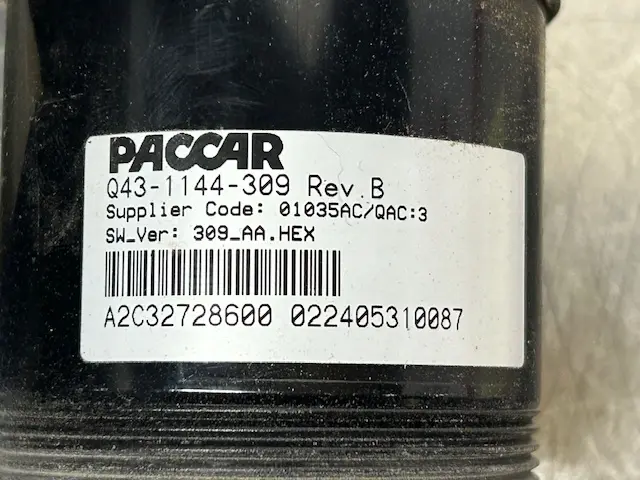 PACCAR
Q43-1144-309 Rev.B
Supplier Code: 01035AC/QAC:3
SW_Ver: 309_AA.HEX
A2C32728600 022405310087